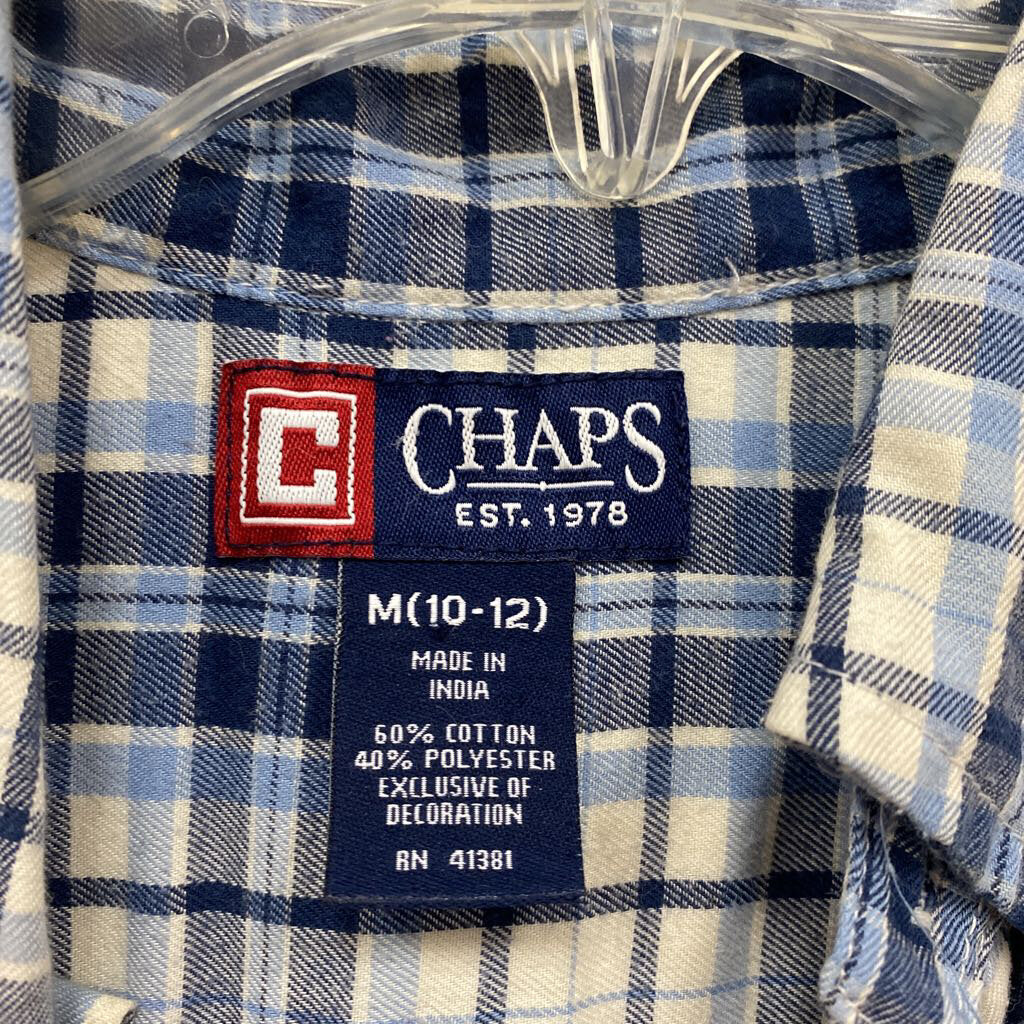 C CHAPS
EST. 1978
M(10-12)
MADE IN
INDIA
60% COTTON
40% POLYESTER
EXCLUSIVE OF
DECORATION
RN 41381